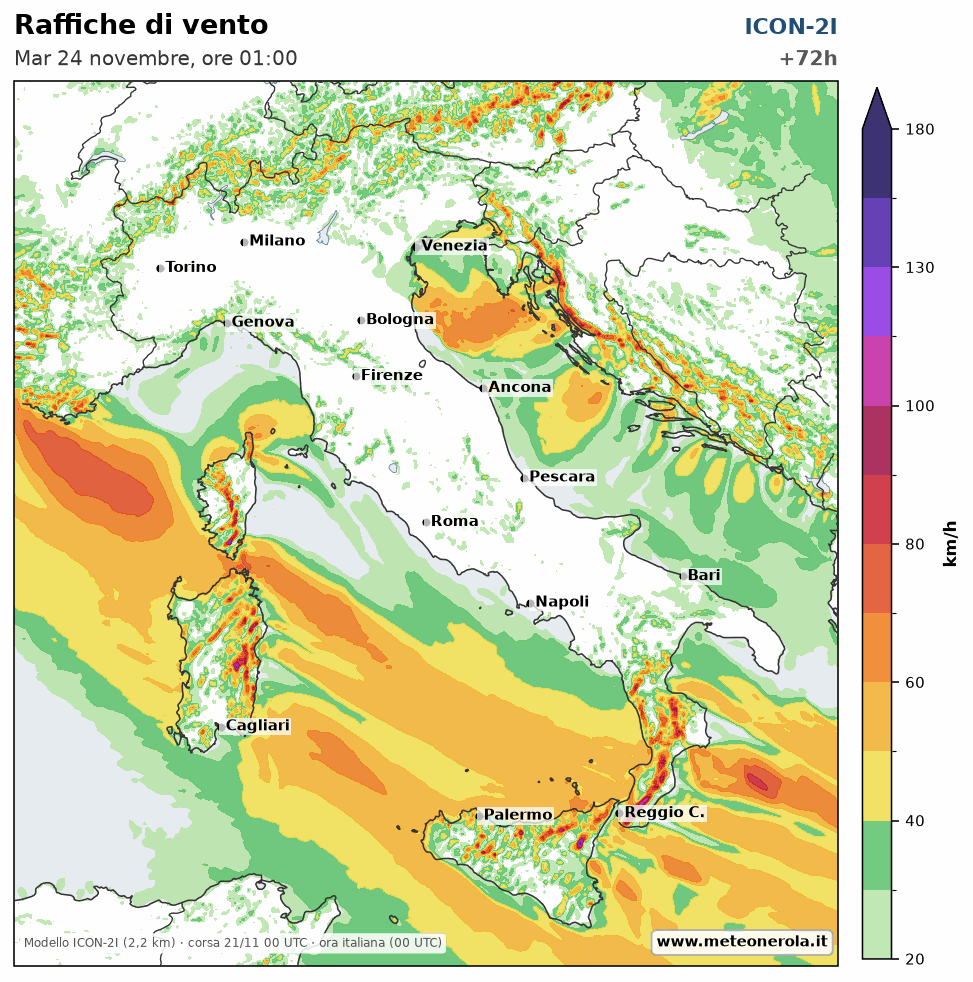 Raffiche di vento
ICON-2I
Mar 24 novembre, ore 01:00
+72h
180
130
100
80
60
40
20
km/h
Milano
Venezia
Torino
Genova
Bologna
Firenze
Ancona
Pescara
Roma
Bari
Napoli
Cagliari
Palermo
Reggio C.
Modello ICON-2I (2,2 km) · corsa 21/11 00 UTC · ora italiana (00 UTC)
www.meteonerola.it